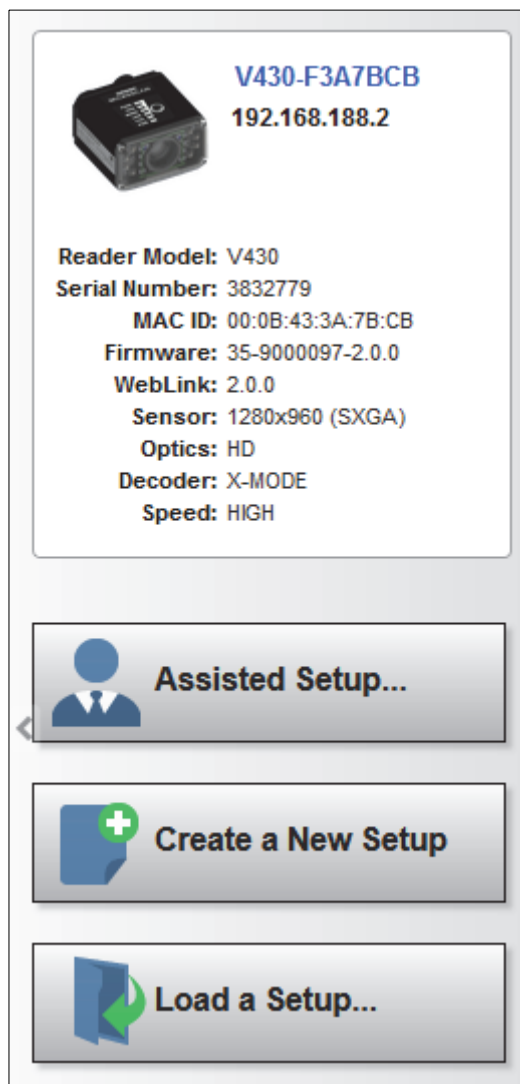 V430-F3A7BCB
192.168.188.2
Reader Model: V430
Serial Number: 3832779
MAC ID: 00:0B:43:3A:7B:CB
Firmware: 35-9000097-2.0.0
WebLink: 2.0.0
Sensor: 1280x960 (SXGA)
Optics: HD
Decoder: X-MODE
Speed: HIGH
Assisted Setup...
Create a New Setup
Load a Setup...